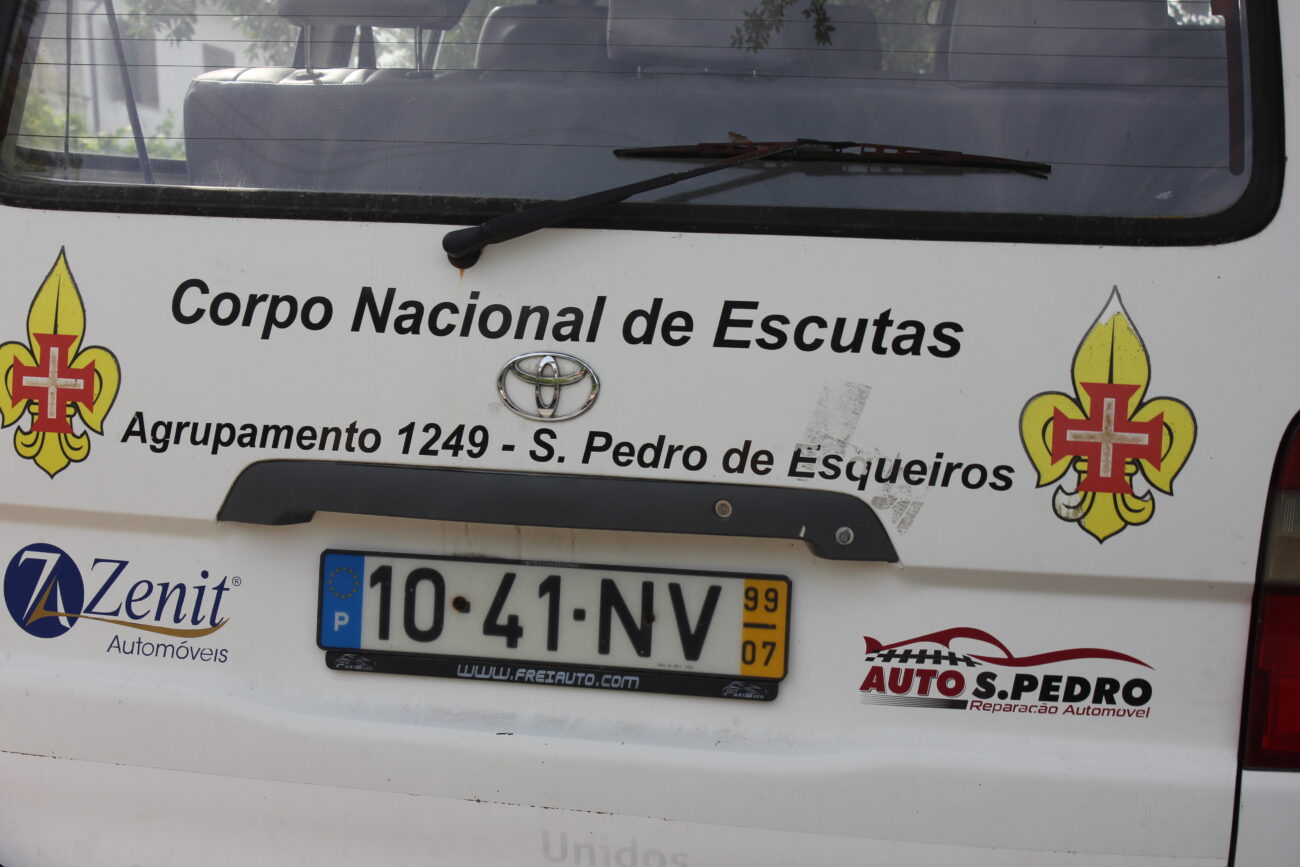 Corpo Nacional de Escutas
Agrupamento 1249 - S. Pedro de Esqueiros
ZA Zenit®
Automóveis
P 10·41·NV 99 07
WWW.FREIAUTO.COM
AUTO S.PEDRO
Reparação Automovel
Unidos